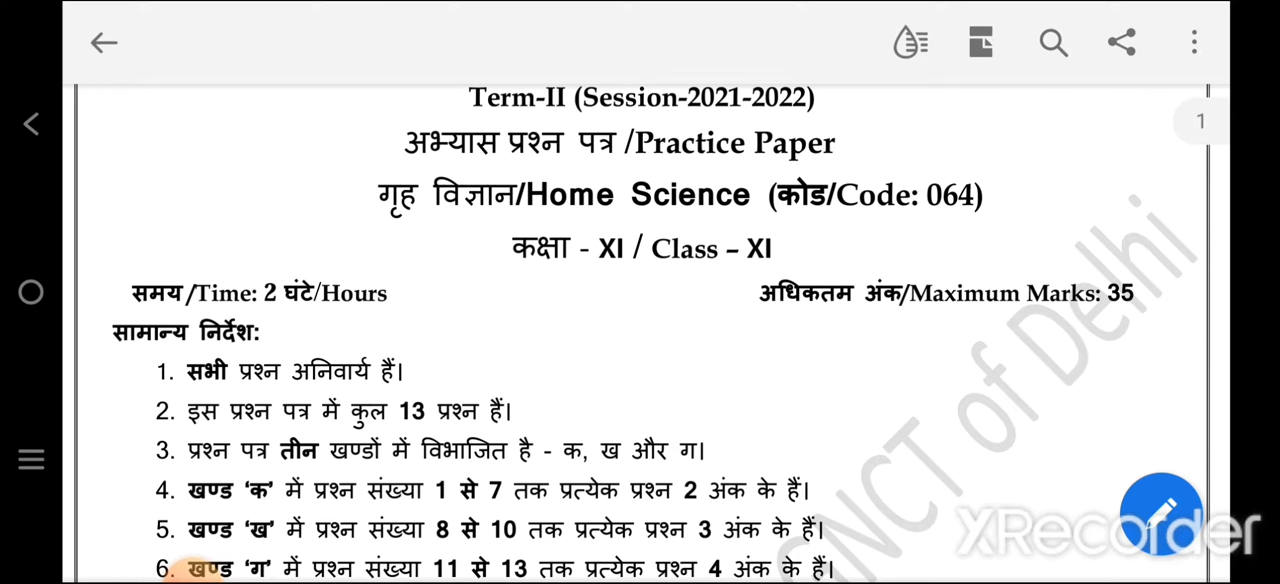 Term-II (Session-2021-2022)
1
अभ्यास प्रश्न पत्र /Practice Paper
गृह विज्ञान/Home Science (कोड/Code: 064)
कक्षा - XI / Class – XI
समय /Time: 2 घंटे/Hours
अधिकतम अंक/Maximum Marks: 35
सामान्य निर्देश:
1. सभी प्रश्न अनिवार्य हैं।
2. इस प्रश्न पत्र में कुल 13 प्रश्न हैं।
3. प्रश्न पत्र तीन खण्डों में विभाजित है - क, ख और ग।
4. खण्ड ‘क’ में प्रश्न संख्या 1 से 7 तक प्रत्येक प्रश्न 2 अंक के हैं।
5. खण्ड ‘ख’ में प्रश्न संख्या 8 से 10 तक प्रत्येक प्रश्न 3 अंक के हैं।
6. खण्ड ‘ग’ में प्रश्न संख्या 11 से 13 तक प्रत्येक प्रश्न 4 अंक के हैं।
GNCT of Delhi
XRecorder